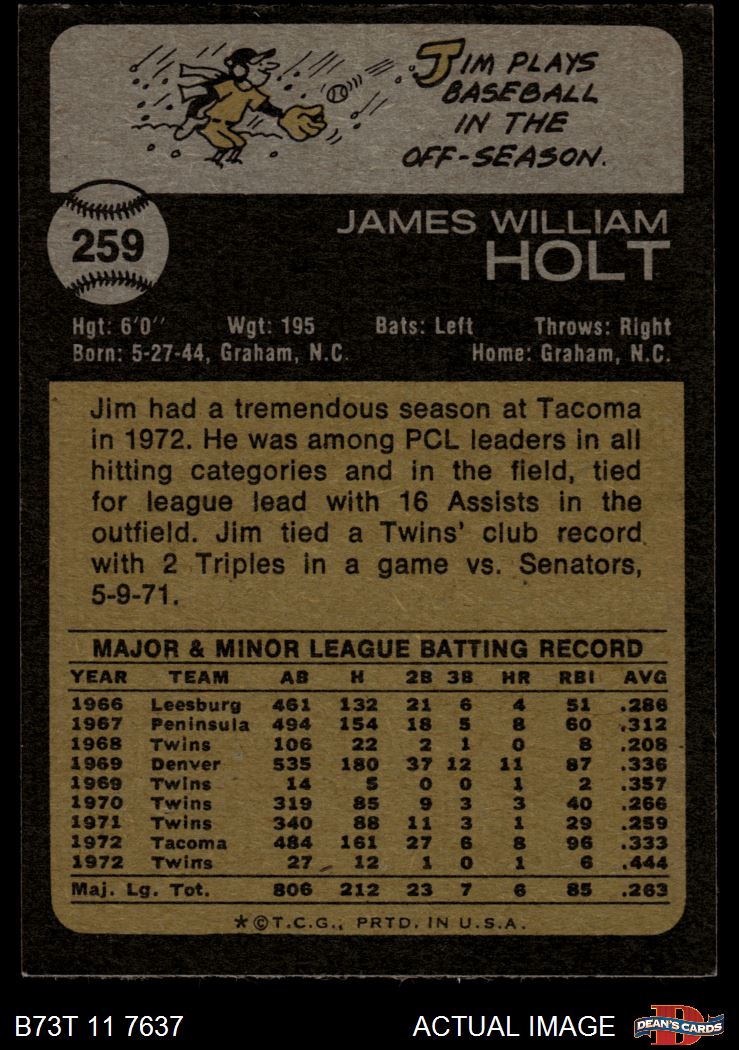 JIM PLAYS
BASEBALL
IN THE
OFF-SEASON.
259
JAMES WILLIAM
HOLT
Hgt: 6'0'' Wgt: 195 Bats: Left Throws: Right
Born: 5-27-44, Graham, N.C. Home: Graham, N.C.
Jim had a tremendous season at Tacoma
in 1972. He was among PCL leaders in all
hitting categories and in the field, tied
for league lead with 16 Assists in the
outfield. Jim tied a Twins' club record
with 2 Triples in a game vs. Senators,
5-9-71.
MAJOR & MINOR LEAGUE BATTING RECORD
YEAR TEAM AB H 2B 3B HR RBI AVG
1966 Leesburg 461 132 21 6 4 51 .286
1967 Peninsula 494 154 18 5 8 60 .312
1968 Twins 106 22 2 1 0 8 .208
1969 Denver 535 180 37 12 11 87 .336
1969 Twins 14 5 0 0 1 2 .357
1970 Twins 319 85 9 3 3 40 .266
1971 Twins 340 88 11 3 1 29 .259
1972 Tacoma 484 161 27 6 8 96 .333
1972 Twins 27 12 1 0 1 6 .444
Maj. Lg. Tot. 806 212 23 7 6 85 .263
*©T.C.G., PRTD. IN U.S.A.
B73T 11 7637 ACTUAL IMAGE D DEAN'S CARDS